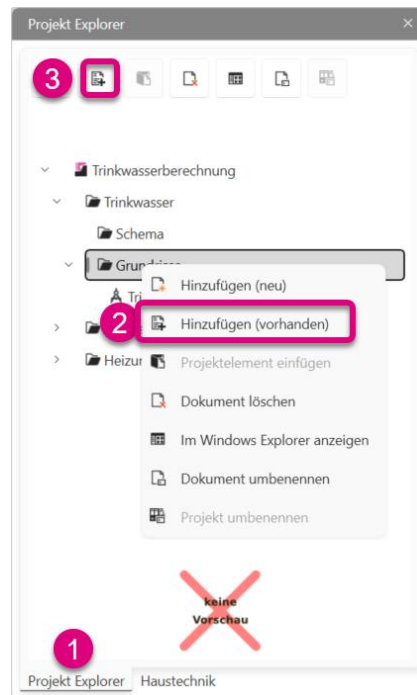 Projekt Explorer
3
Trinkwasserberechnung
Trinkwasser
Schema
Hinzufügen (neu)
2
Hinzufügen (vorhanden)
Heizun
Projektelement einfügen
Dokument löschen
Im Windows Explorer anzeigen
Dokument umbenennen
Projekt umbenennen
keine
Vorschau
1
Projekt Explorer Haustechnik